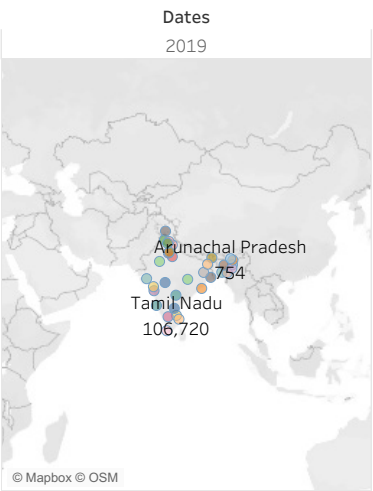 Dates
2019
Arunachal Pradesh
754
Tamil Nadu
106,720
© Mapbox © OSM